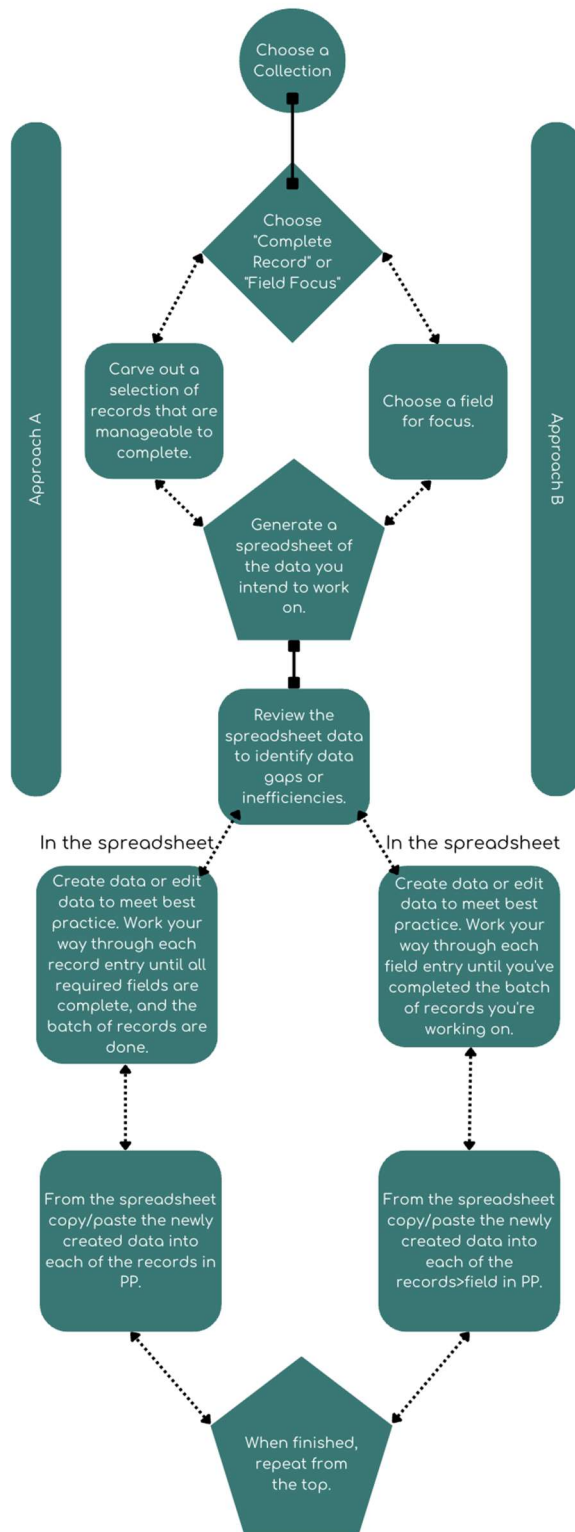 Choose a
Collection
Choose
"Complete
Record" or
"Field Focus"
Approach A
Approach B
Carve out a
selection of
records that are
manageable to
complete.
Choose a field
for focus.
Generate a
spreadsheet of
the data you
intend to work
on.
Review the
spreadsheet data
to identify data
gaps or
inefficiencies.
In the spreadsheet
Create data or edit
data to meet best
practice. Work your
way through each
record entry until all
required fields are
complete, and the
batch of records are
done.
In the spreadsheet
Create data or edit
data to meet best
practice. Work your
way through each
field entry until you've
completed the batch
of records you're
working on.
From the spreadsheet
copy/paste the newly
created data into
each of the records in
PP.
From the spreadsheet
copy/paste the newly
created data into
each of the
records>field in PP.
When finished,
repeat from
the top.